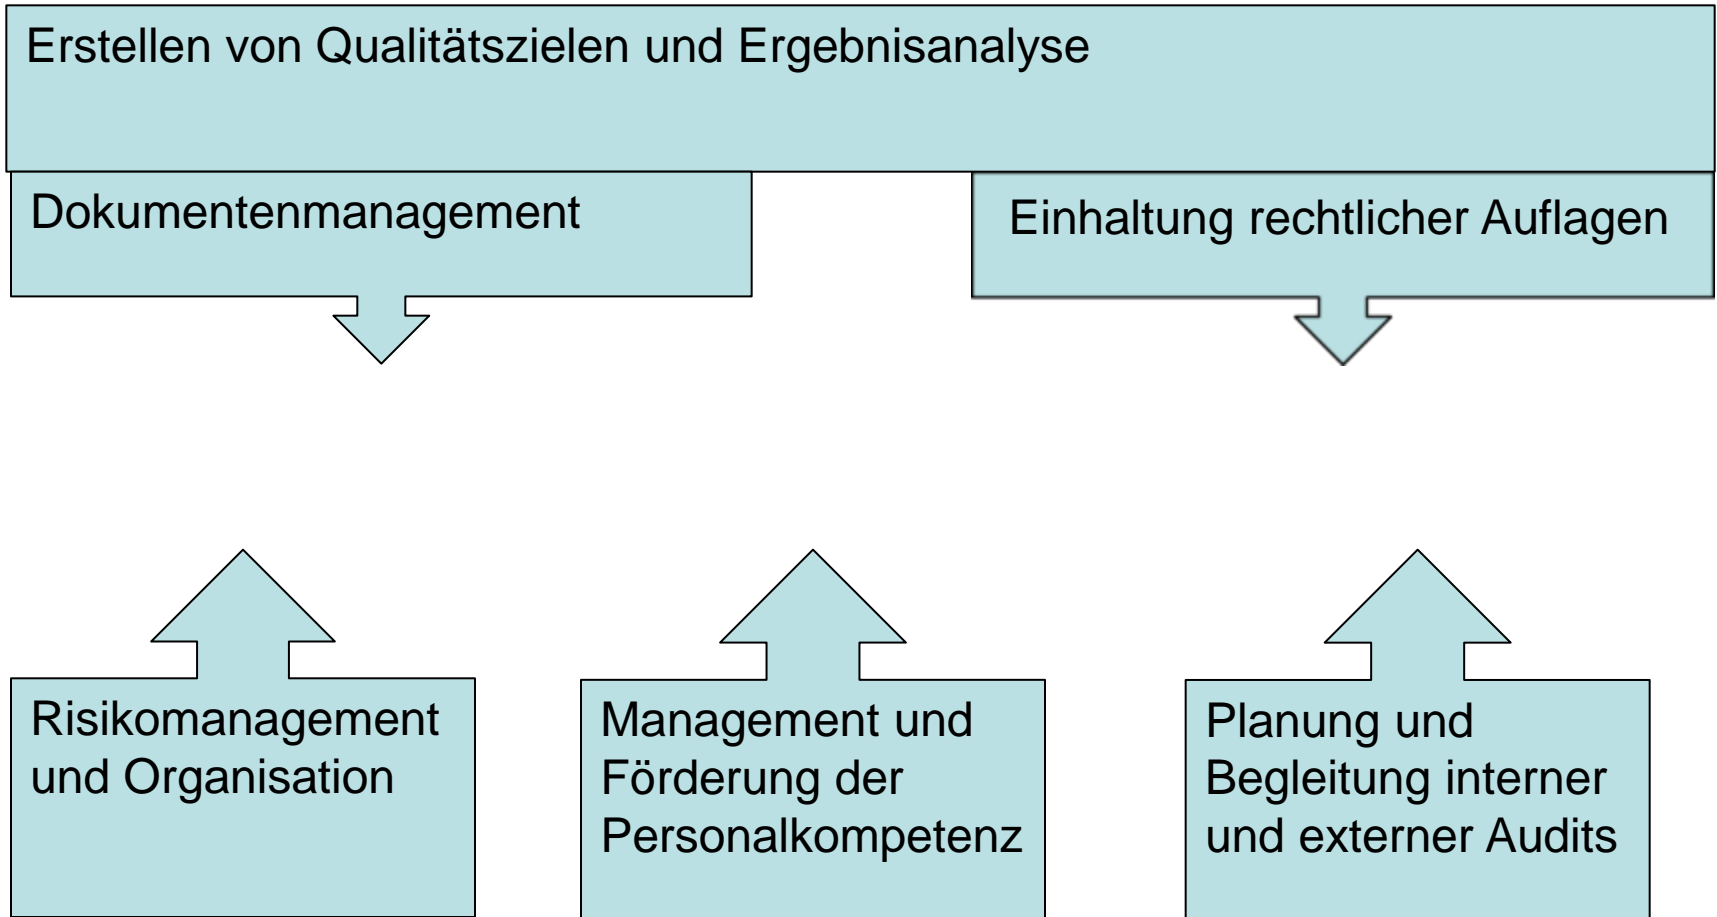 Erstellen von Qualitätszielen und Ergebnisanalyse
Dokumentenmanagement
Einhaltung rechtlicher Auflagen
Risikomanagement
und Organisation
Management und
Förderung der
Personalkompetenz
Planung und
Begleitung interner
und externer Audits